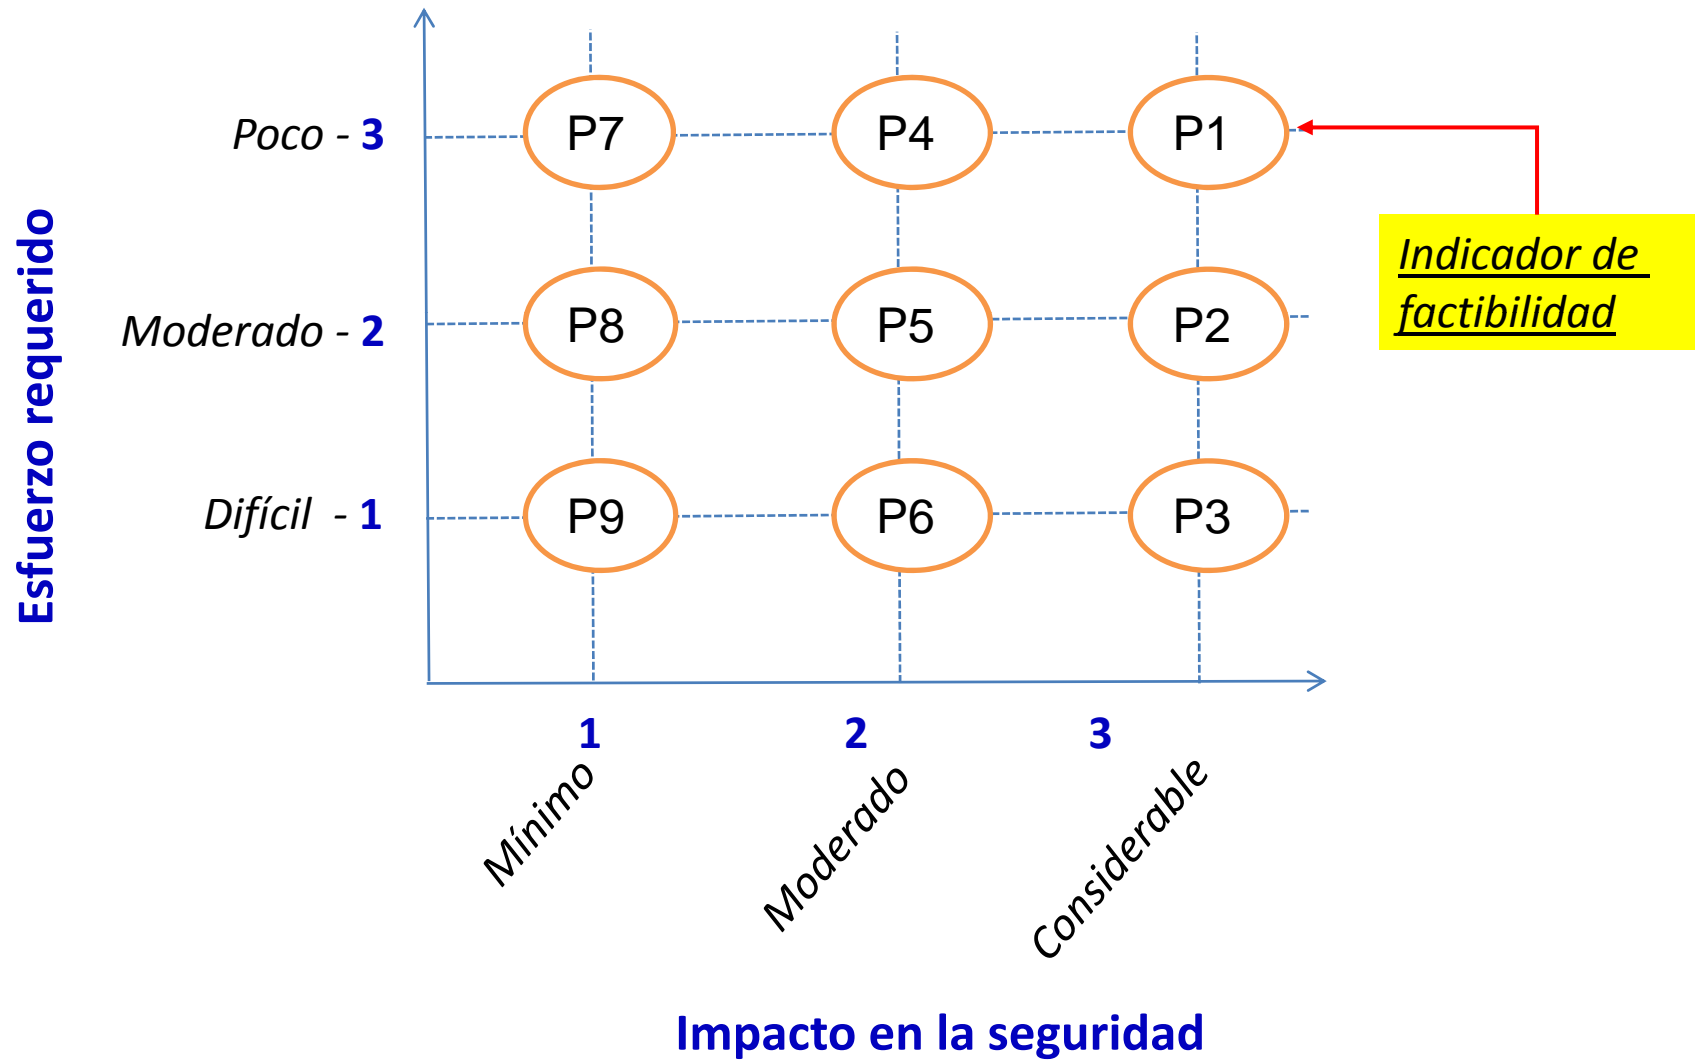 Esfuerzo requerido
Poco - 3
P7
P4
P1
Indicador de
factibilidad
Moderado - 2
P8
P5
P2
Difícil - 1
P9
P6
P3
1
2
3
Mínimo
Moderado
Considerable
Impacto en la seguridad